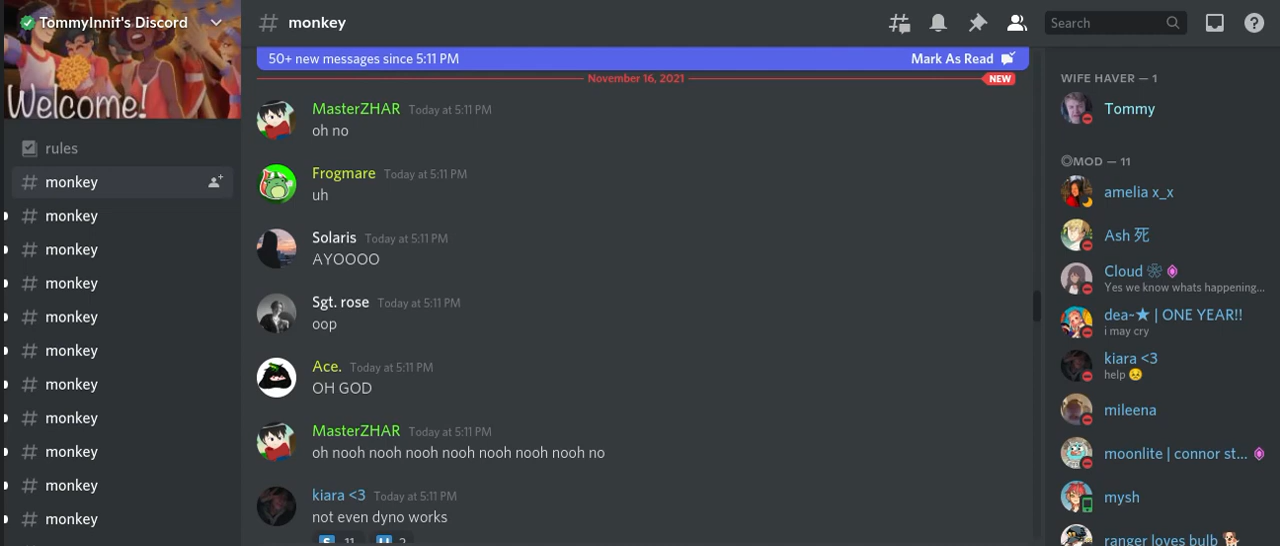 TommyInnit's Discord
Welcome!
rules
monkey
monkey
monkey
monkey
monkey
monkey
monkey
monkey
monkey
monkey
monkey
# monkey
Search
50+ new messages since 5:11 PM
Mark As Read
November 16, 2021
NEW
MasterZHAR Today at 5:11 PM
oh no
Frogmare Today at 5:11 PM
uh
Solaris Today at 5:11 PM
AYOOOO
Sgt. rose Today at 5:11 PM
oop
Ace. Today at 5:11 PM
OH GOD
MasterZHAR Today at 5:11 PM
oh nooh nooh nooh nooh nooh nooh nooh no
kiara <3 Today at 5:11 PM
not even dyno works
11
2
WIFE HAVER — 1
Tommy
MOD — 11
amelia x_x
Ash 死
Cloud
Yes we know whats happening...
dea~★ | ONE YEAR!!
i may cry
kiara <3
help 😣
mileena
moonlite | connor st...
mysh
ranger loves bulb